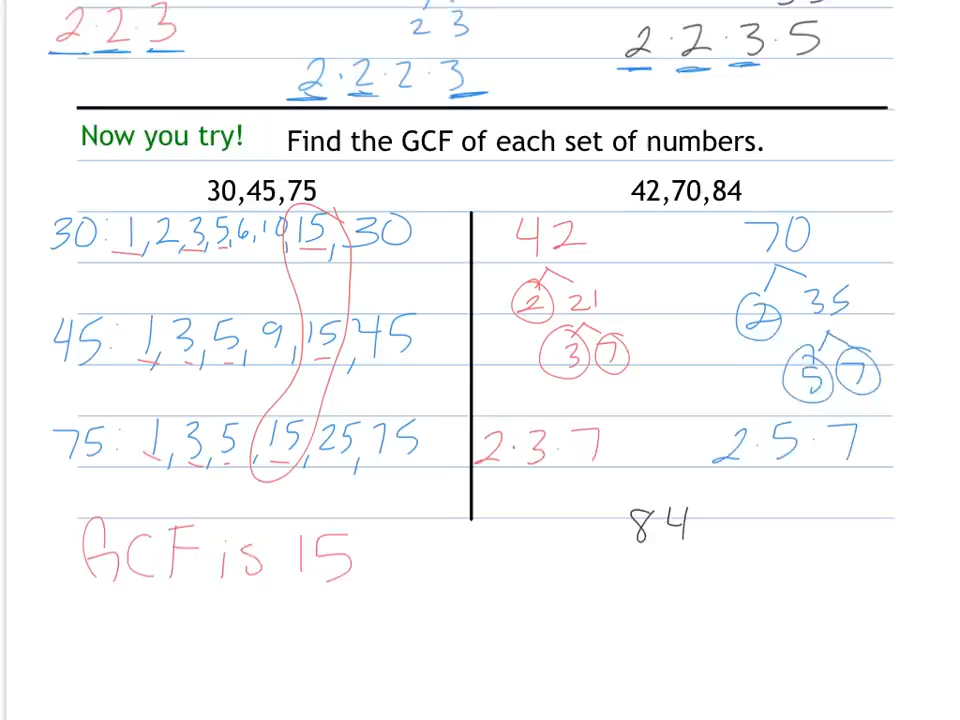 2 · 2 · 3
2 3
2 · 2 · 2 · 3
2 · 2 · 3 · 5
Now you try! Find the GCF of each set of numbers.
30,45,75
30: 1, 2, 3, 5, 6, 10, 15, 30
45: 1, 3, 5, 9, 15, 45
75: 1, 3, 5, 15, 25, 75
GCF is 15
42,70,84
42
2 21
3 7
2 · 3 · 7
70
2 35
5 7
2 · 5 · 7
84